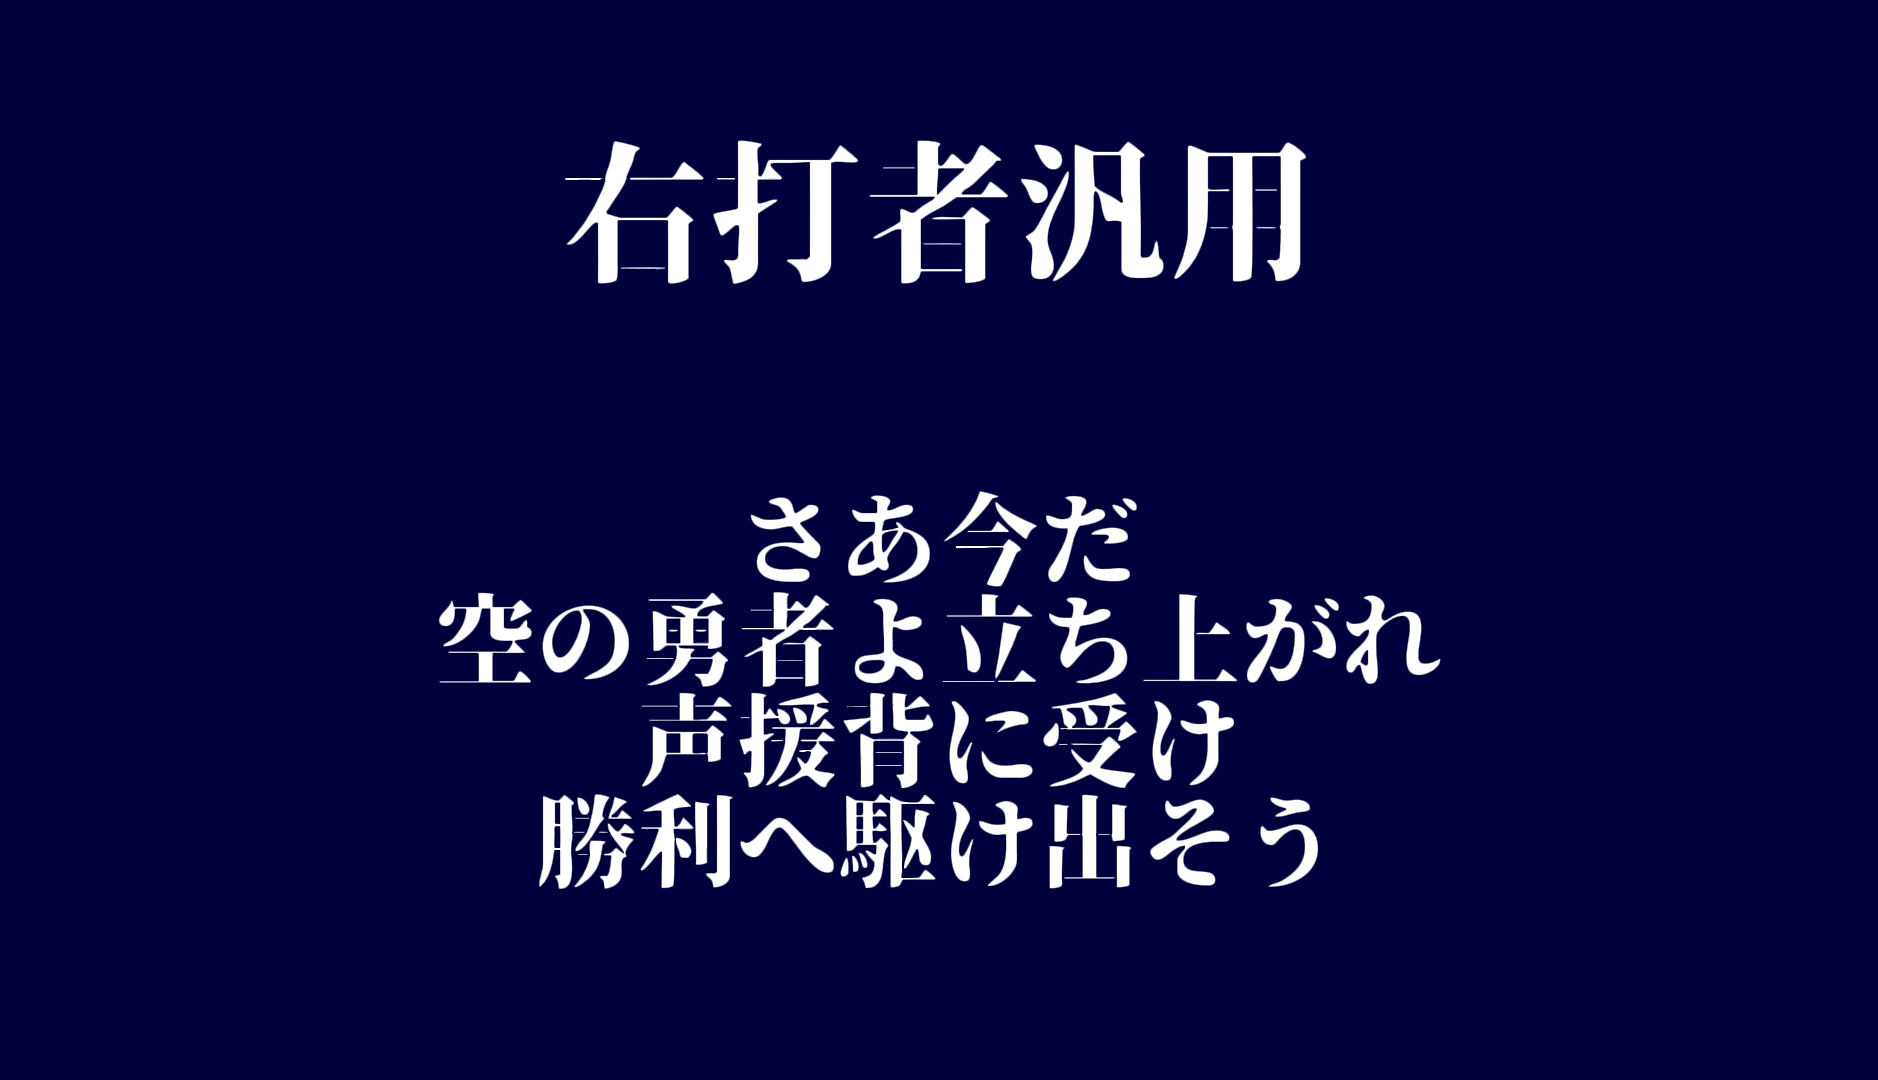 右打者汎用
さあ今だ
空の勇者よ立ち上がれ
声援背に受け
勝利へ駆け出そう